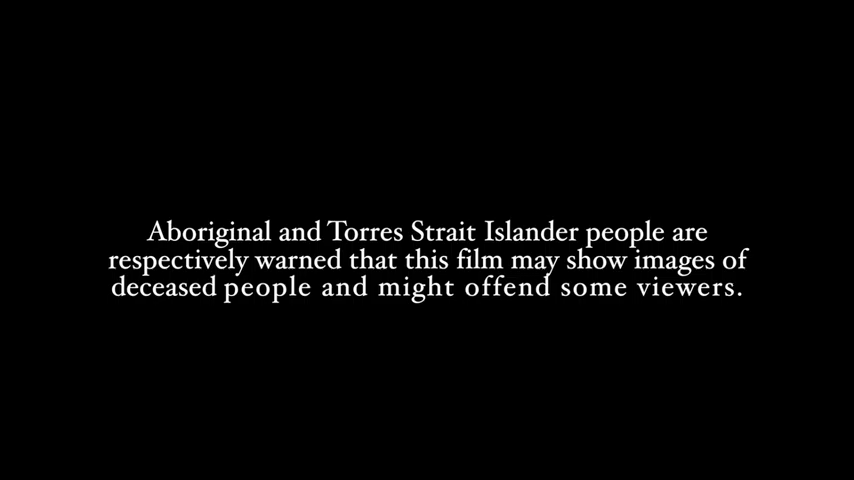 Aboriginal and Torres Strait Islander people are
respectively warned that this film may show images of
deceased people and might offend some viewers.